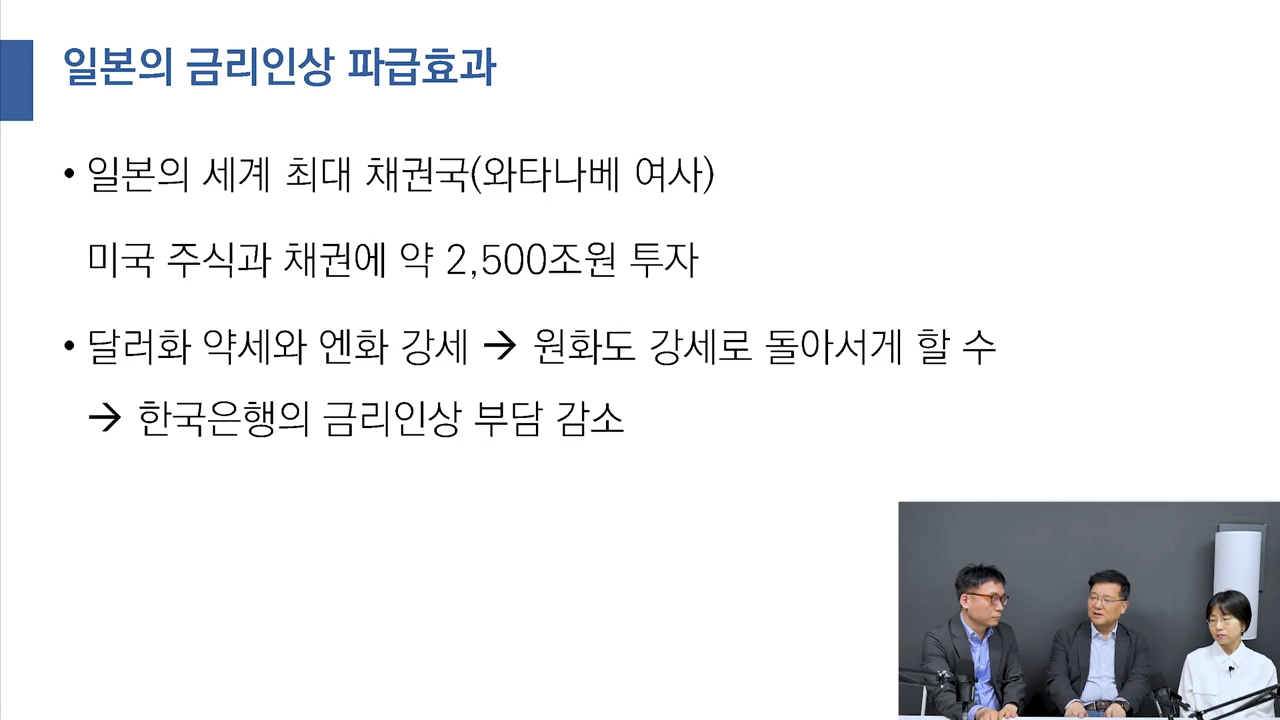 일본의 금리인상 파급효과
• 일본의 세계 최대 채권국(와타나베 여사)
미국 주식과 채권에 약 2,500조원 투자
• 달러화 약세와 엔화 강세 → 원화도 강세로 돌아서게 할 수
→ 한국은행의 금리인상 부담 감소